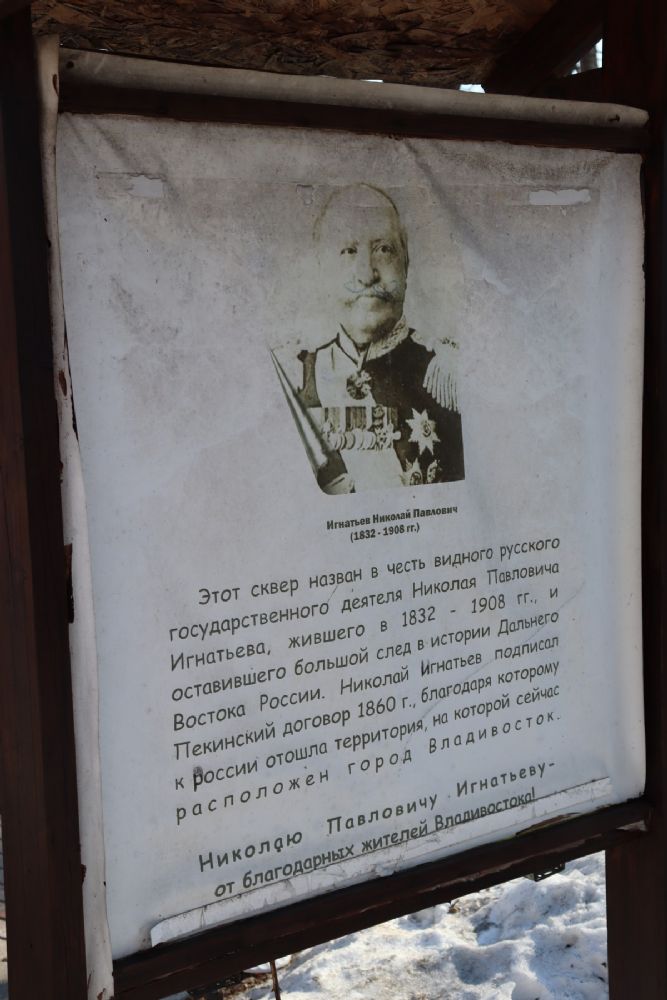 Игнатьев Николай Павлович
(1832 - 1908 гг.)
Этот сквер назван в честь видного русского
государственного деятеля Николая Павловича
Игнатьева, жившего в 1832 - 1908 гг., и
оставившего большой след в истории Дальнего
Востока России. Николай Игнатьев подписал
Пекинский договор 1860 г., благодаря которому
к россии отошла территория, на которой сейчас
расположен город Владивосток.
Николаю Павловичу Игнатьеву-
от благодарных жителей Владивостока!